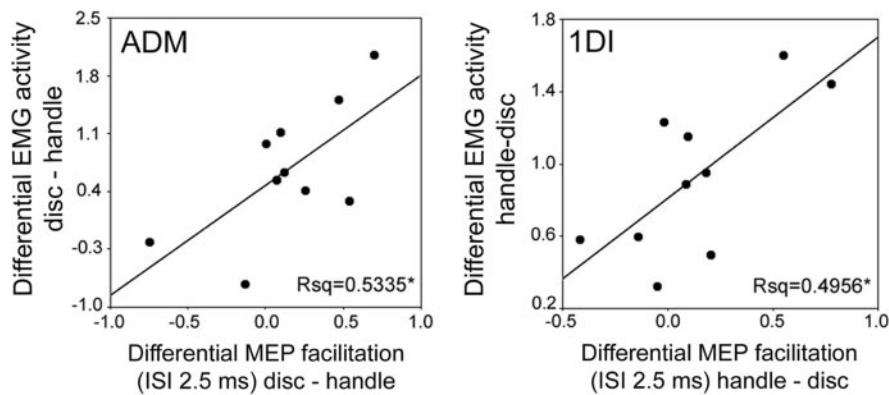 ADM
Differential EMG activity
disc - handle
2.5
1.8
1.1
0.4
-0.3
-1.0
Rsq=0.5335*
-1.0
-0.5
0.0
0.5
1.0
Differential MEP facilitation
(ISI 2.5 ms) disc - handle
1DI
Differential EMG activity
handle-disc
1.8
1.4
1.0
0.6
0.2
Rsq=0.4956*
-0.5
0.0
0.5
1.0
Differential MEP facilitation
(ISI 2.5 ms) handle - disc